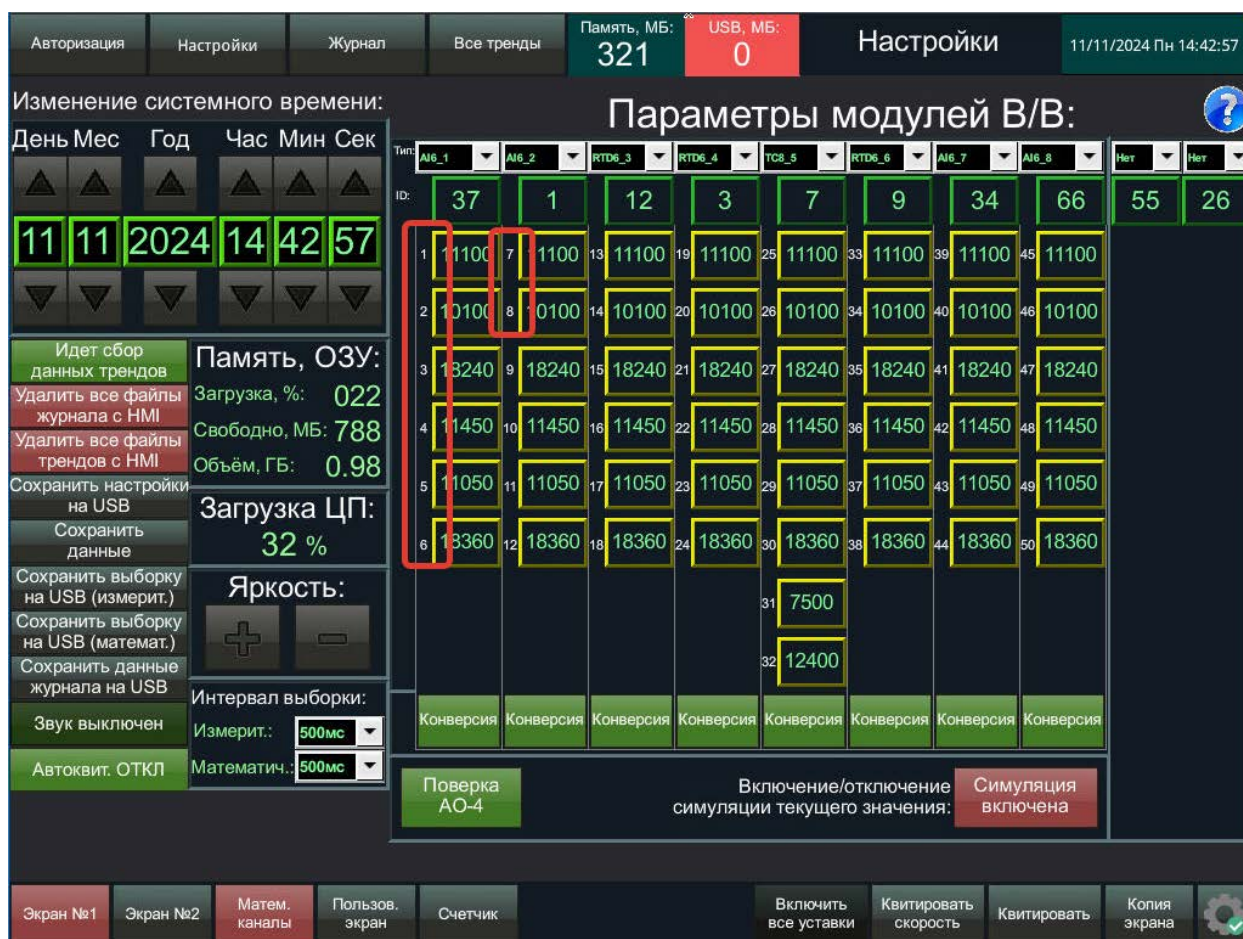 Авторизация Настройки Журнал Все тренды Память, МБ: 321 USB, МБ: 0 Настройки 11/11/2024 Пн 14:42:57
Изменение системного времени:
День Мес Год Час Мин Сек
11 11 2024 14 42 57
Идет сбор
данных трендов
Удалить все файлы
журнала с HMI
Удалить все файлы
трендов с HMI
Сохранить настройки
на USB
Сохранить
данные
Сохранить выборку
на USB (измерит.)
Сохранить выборку
на USB (математ.)
Сохранить данные
журнала на USB
Звук выключен
Автоквит. ОТКЛ
Память, ОЗУ:
Загрузка, %: 022
Свободно, МБ: 788
Объём, ГБ: 0.98
Загрузка ЦП:
32 %
Яркость:
Интервал выборки:
Измерит.: 500мс
Математич.: 500мс
Параметры модулей В/В:
?
Тип: AI6_1 AI6_2 RTD6_3 RTD6_4 TC8_5 RTD6_6 AI6_7 AI6_8 Нет Нет
ID: 37 1 12 3 7 9 34 66 55 26
1 11100 7 11100 13 11100 19 11100 25 11100 33 11100 39 11100 45 11100
2 10100 8 10100 14 10100 20 10100 26 10100 34 10100 40 10100 46 10100
3 18240 9 18240 15 18240 21 18240 27 18240 35 18240 41 18240 47 18240
4 11450 10 11450 16 11450 22 11450 28 11450 36 11450 42 11450 48 11450
5 11050 11 11050 17 11050 23 11050 29 11050 37 11050 43 11050 49 11050
6 18360 12 18360 18 18360 24 18360 30 18360 38 18360 44 18360 50 18360
31 7500
32 12400
Конверсия Конверсия Конверсия Конверсия Конверсия Конверсия Конверсия Конверсия
Поверка
АО-4
Включение/отключение
симуляции текущего значения:
Симуляция
включена
Экран №1 Экран №2 Матем. каналы Пользов. экран Счетчик Включить все уставки Квитировать скорость Квитировать Копия экрана